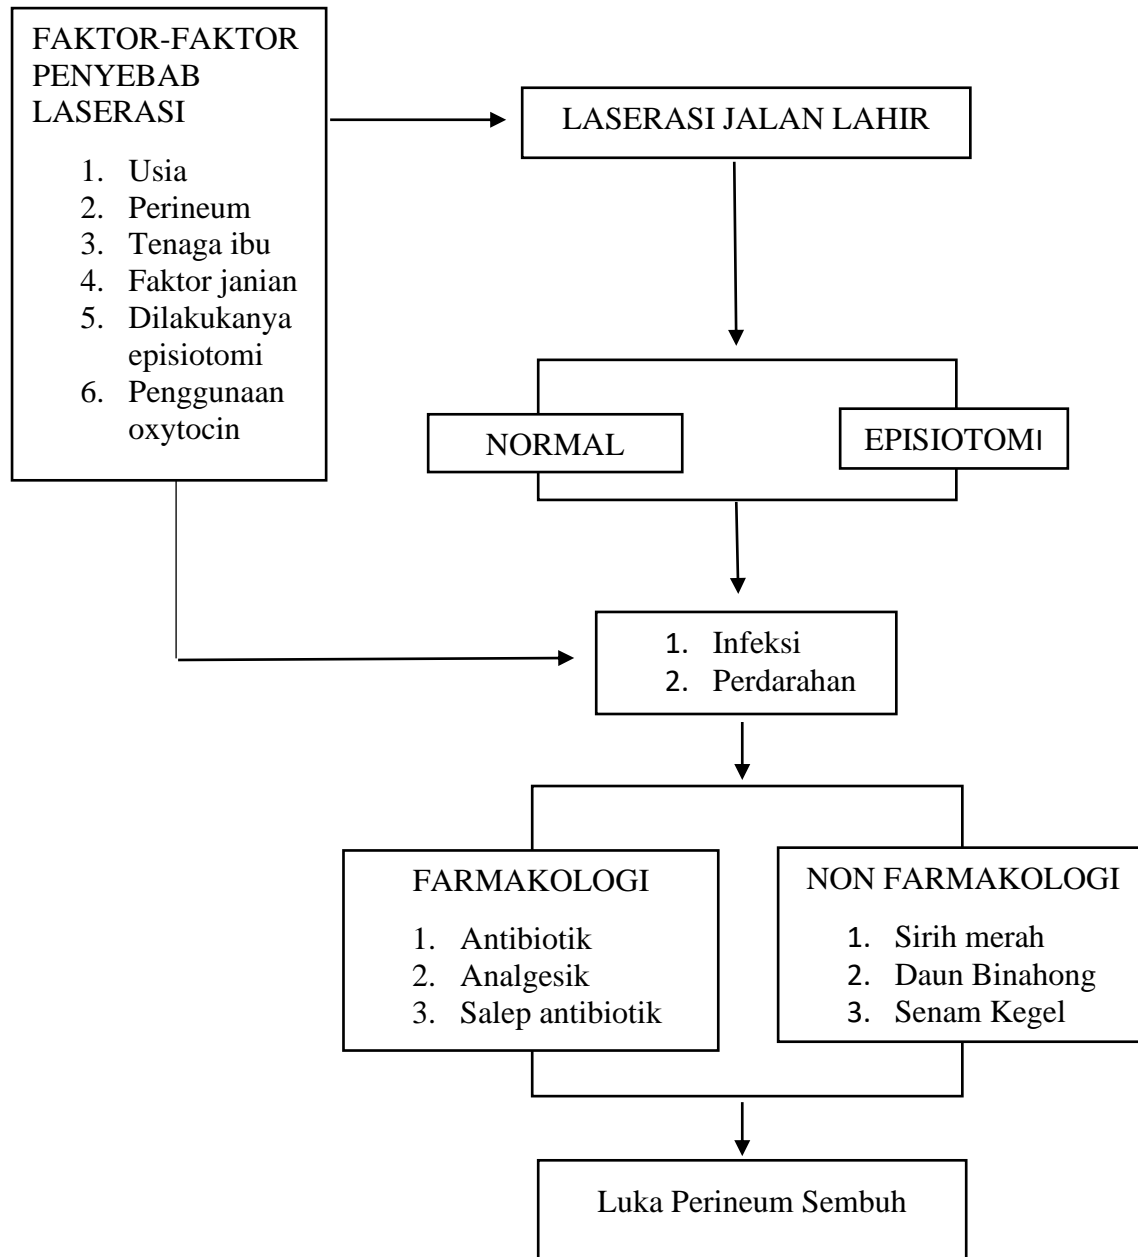 FAKTOR-FAKTOR
PENYEBAB
LASERASI
1. Usia
2. Perineum
3. Tenaga ibu
4. Faktor janian
5. Dilakukanya
episiotomi
6. Penggunaan
oxytocin
LASERASI JALAN LAHIR
NORMAL
EPISIOTOMI
1. Infeksi
2. Perdarahan
FARMAKOLOGI
1. Antibiotik
2. Analgesik
3. Salep antibiotik
NON FARMAKOLOGI
1. Sirih merah
2. Daun Binahong
3. Senam Kegel
Luka Perineum Sembuh